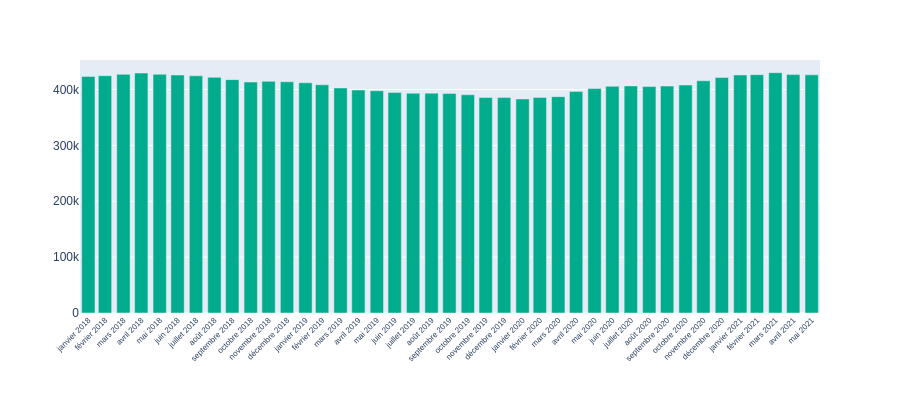 400k
300k
200k
100k
0
janvier 2018
février 2018
mars 2018
avril 2018
mai 2018
juin 2018
juillet 2018
août 2018
septembre 2018
octobre 2018
novembre 2018
décembre 2018
janvier 2019
février 2019
mars 2019
avril 2019
mai 2019
juin 2019
juillet 2019
août 2019
septembre 2019
octobre 2019
novembre 2019
décembre 2019
janvier 2020
février 2020
mars 2020
avril 2020
mai 2020
juin 2020
juillet 2020
août 2020
septembre 2020
octobre 2020
novembre 2020
décembre 2020
janvier 2021
février 2021
mars 2021
avril 2021
mai 2021